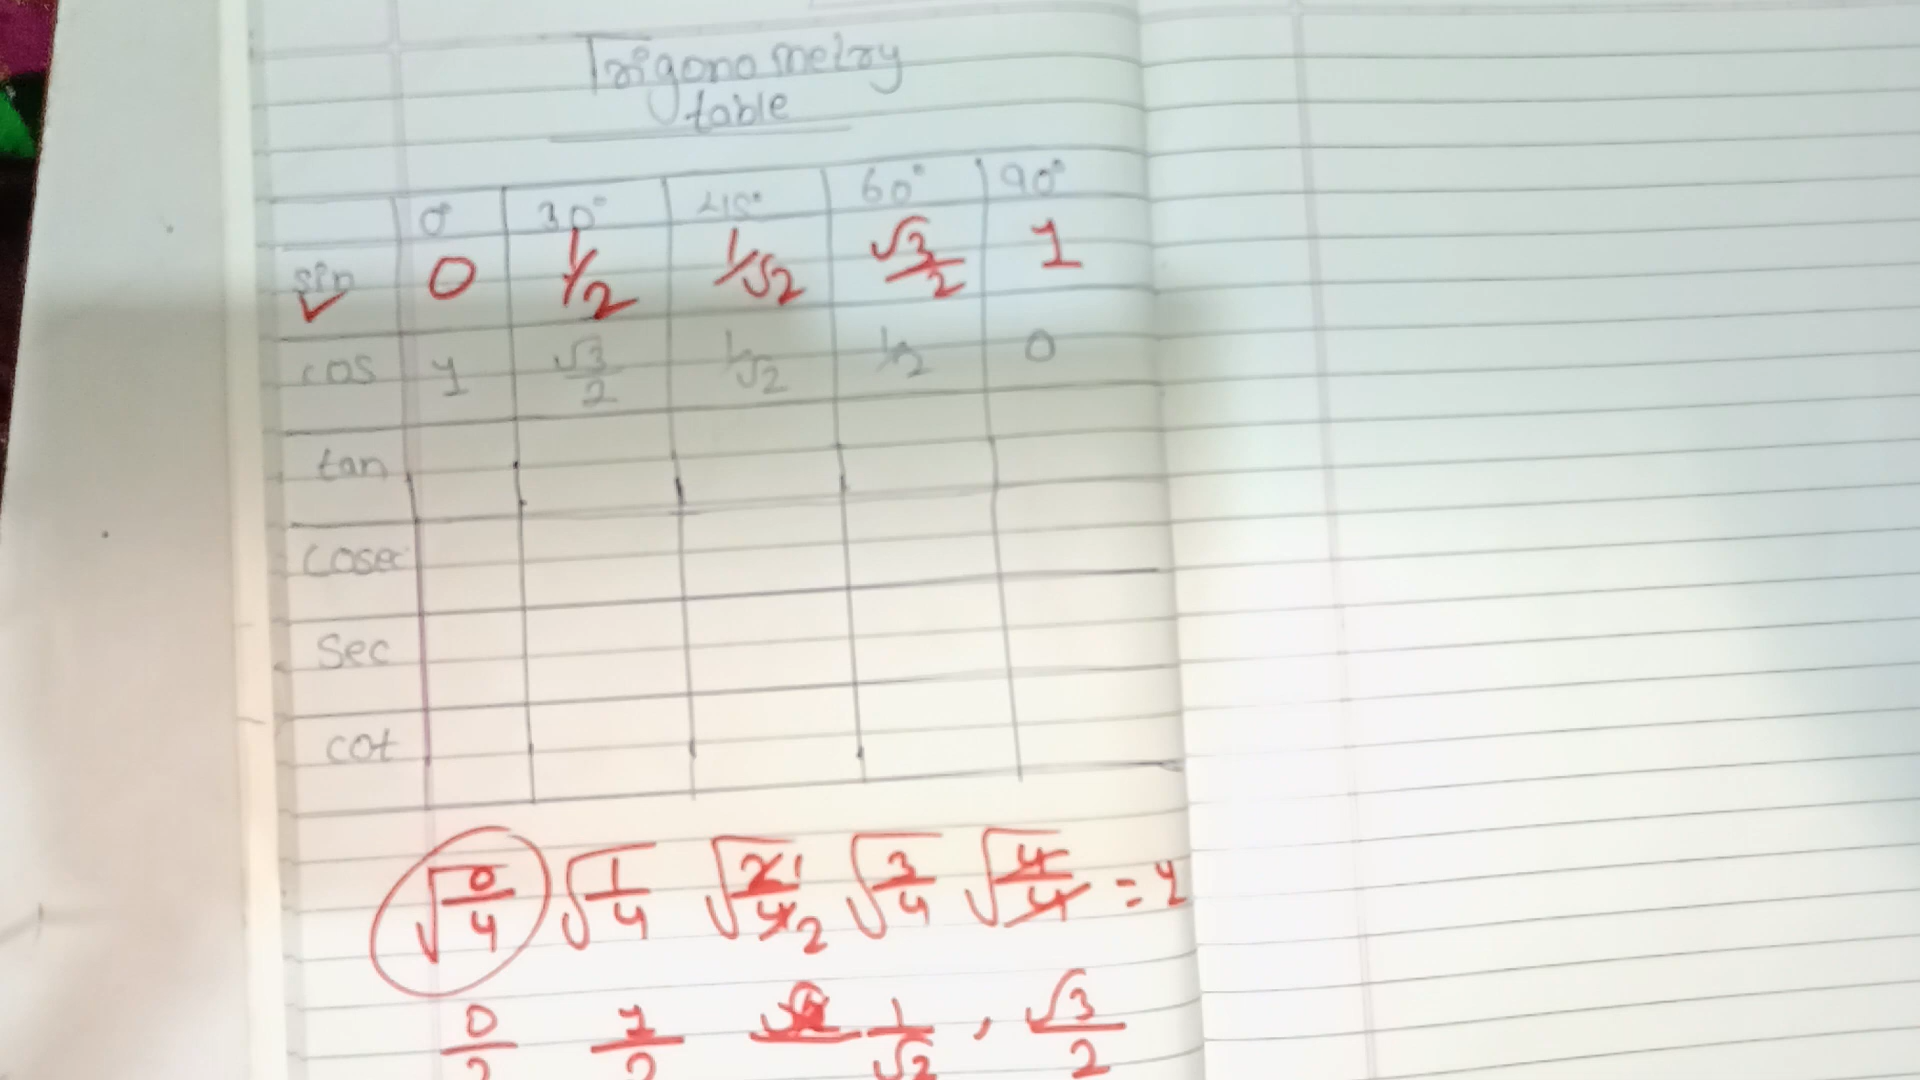 Trigonometry
table
0° 30° 45° 60° 90°
sin 0 1/2 1/√2 √3/2 1
cos 1 √3/2 1/√2 1/2 0
tan
cosec
Sec
cot
√0/4 √1/4 √2/4 1 2 √3/4 √4/4 = 1
0/2 1/2 1/√2 , √3/2